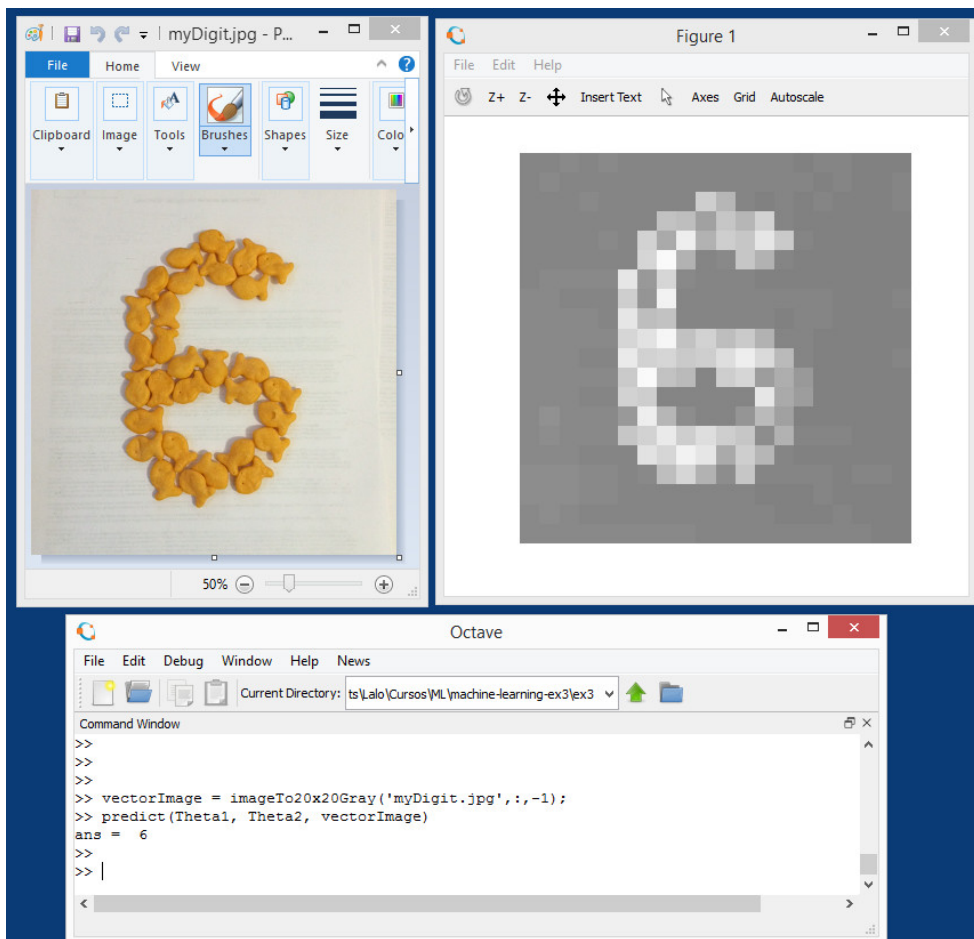 myDigit.jpg - P...
File Home View
Clipboard Image Tools Brushes Shapes Size Colo
50%
Figure 1
File Edit Help
Z+ Z- Insert Text Axes Grid Autoscale
Octave
File Edit Debug Window Help News
Current Directory: ts\Lalo\Cursos\ML\machine-learning-ex3\ex3
Command Window
>>
>>
>>
>> vectorImage = imageTo20x20Gray('myDigit.jpg',:,-1);
>> predict(Theta1, Theta2, vectorImage)
ans = 6
>>
>>